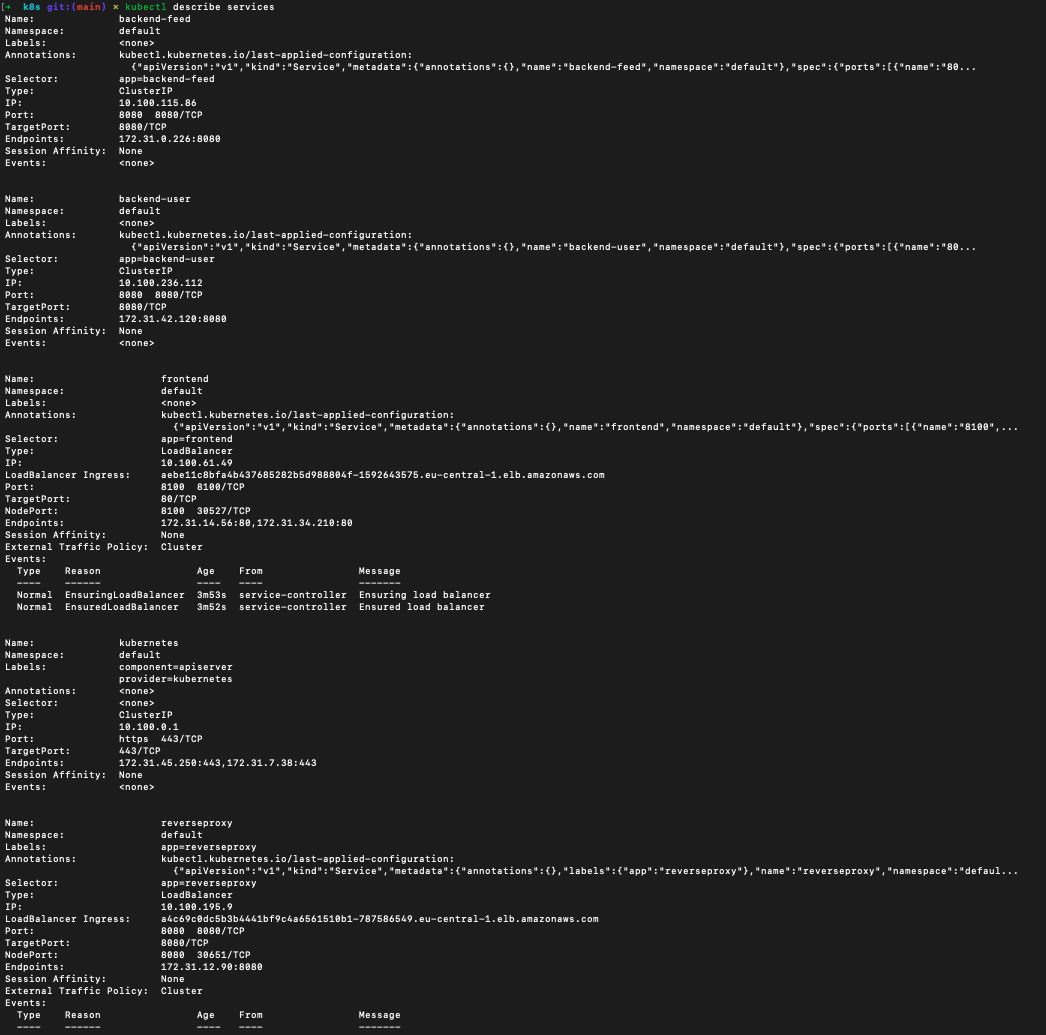 [→  k8s git:(main) × kubectl describe services
Name:              backend-feed
Namespace:         default
Labels:            <none>
Annotations:       kubectl.kubernetes.io/last-applied-configuration:
                     {"apiVersion":"v1","kind":"Service","metadata":{"annotations":{},"name":"backend-feed","namespace":"default"},"spec":{"ports":[{"name":"80...
Selector:          app=backend-feed
Type:              ClusterIP
IP:                10.100.115.86
Port:              8080  8080/TCP
TargetPort:        8080/TCP
Endpoints:         172.31.0.226:8080
Session Affinity:  None
Events:            <none>

Name:              backend-user
Namespace:         default
Labels:            <none>
Annotations:       kubectl.kubernetes.io/last-applied-configuration:
                     {"apiVersion":"v1","kind":"Service","metadata":{"annotations":{},"name":"backend-user","namespace":"default"},"spec":{"ports":[{"name":"80...
Selector:          app=backend-user
Type:              ClusterIP
IP:                10.100.236.112
Port:              8080  8080/TCP
TargetPort:        8080/TCP
Endpoints:         172.31.42.120:8080
Session Affinity:  None
Events:            <none>

Name:                     frontend
Namespace:                default
Labels:                   <none>
Annotations:              kubectl.kubernetes.io/last-applied-configuration:
                            {"apiVersion":"v1","kind":"Service","metadata":{"annotations":{},"name":"frontend","namespace":"default"},"spec":{"ports":[{"name":"8100",...
Selector:                 app=frontend
Type:                     LoadBalancer
IP:                       10.100.61.49
LoadBalancer Ingress:     aebe11c8bfa4b437685282b5d988804f-1592643575.eu-central-1.elb.amazonaws.com
Port:                     8100  8100/TCP
TargetPort:               80/TCP
NodePort:                 8100  30527/TCP
Endpoints:                172.31.14.56:80,172.31.34.210:80
Session Affinity:         None
External Traffic Policy:  Cluster
Events:
  Type    Reason                Age    From                Message
  ----    ------                ----   ----                -------
  Normal  EnsuringLoadBalancer  3m53s  service-controller  Ensuring load balancer
  Normal  EnsuredLoadBalancer   3m52s  service-controller  Ensured load balancer

Name:              kubernetes
Namespace:         default
Labels:            component=apiserver
                   provider=kubernetes
Annotations:       <none>
Selector:          <none>
Type:              ClusterIP
IP:                10.100.0.1
Port:              https  443/TCP
TargetPort:        443/TCP
Endpoints:         172.31.45.250:443,172.31.7.38:443
Session Affinity:  None
Events:            <none>

Name:                     reverseproxy
Namespace:                default
Labels:                   app=reverseproxy
Annotations:              kubectl.kubernetes.io/last-applied-configuration:
                            {"apiVersion":"v1","kind":"Service","metadata":{"annotations":{},"labels":{"app":"reverseproxy"},"name":"reverseproxy","namespace":"defaul...
Selector:                 app=reverseproxy
Type:                     LoadBalancer
IP:                       10.100.195.9
LoadBalancer Ingress:     a4c69c0dc5b3b4441bf9c4a6561510b1-787586549.eu-central-1.elb.amazonaws.com
Port:                     8080  8080/TCP
TargetPort:               8080/TCP
NodePort:                 8080  30651/TCP
Endpoints:                172.31.12.90:8080
Session Affinity:         None
External Traffic Policy:  Cluster
Events:
  Type    Reason                Age    From                Message
  ----    ------                ----   ----                -------